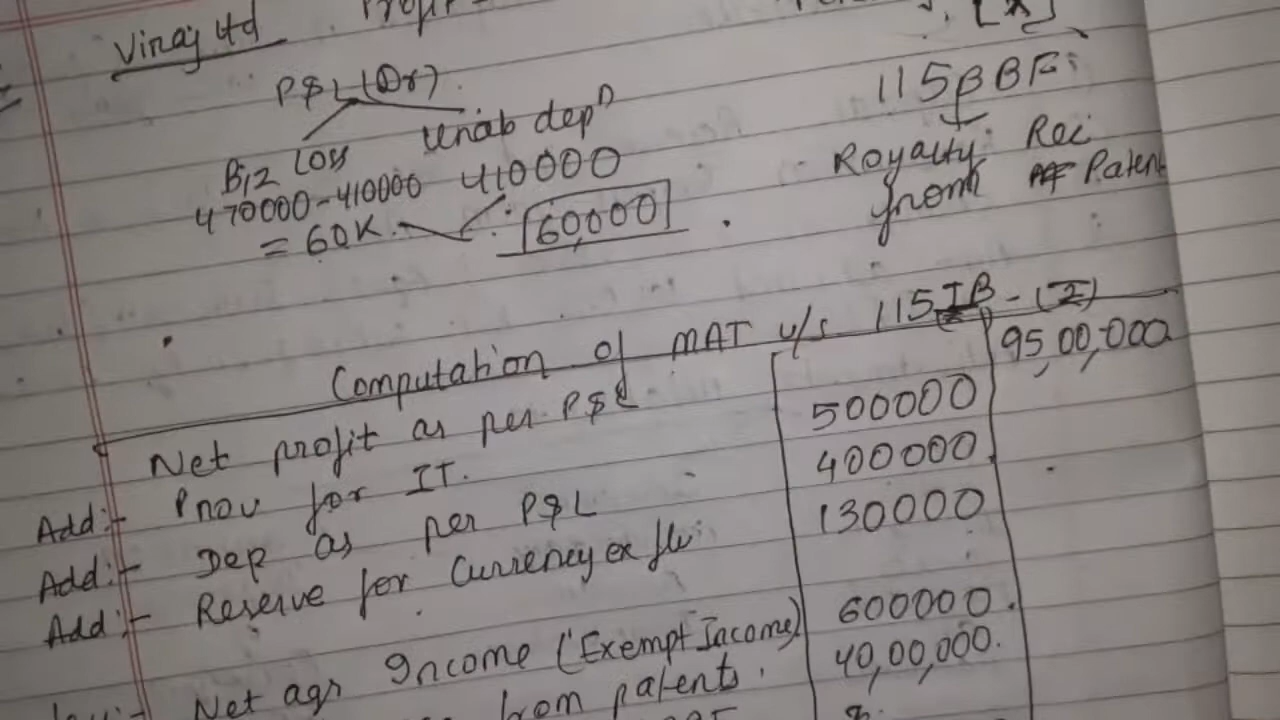 Viraj Ltd Profit
P&L (Dr)
Biz Loss Unab depⁿ
470000-410000 410000
= 60K 60,000
115BBF
Royalty Rec
from Patent
Computation of MAT u/s 115JB - (I)
Net profit as per P&L 95,00,000
Add:- Prov for IT. 500000
Add:- Dep as per P&L 400000
Add:- Reserve for Currency ex flu 130000
Net agr Income (Exempt Income) 600000
from patents. 40,00,000.